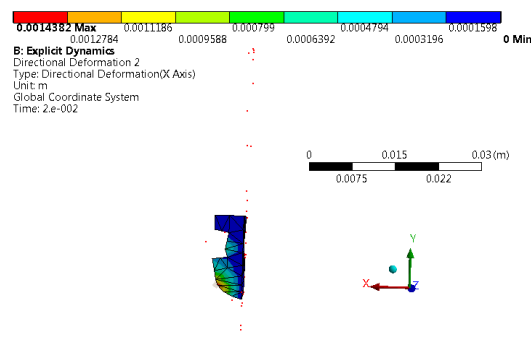 0.0014382 Max 0.0011186 0.000799 0.0004794 0.0001598
0.0012784 0.0009588 0.0006392 0.0003196 0 Min
B: Explicit Dynamics
Directional Deformation 2
Type: Directional Deformation(X Axis)
Unit: m
Global Coordinate System
Time: 2.e-002
0 0.015 0.03 (m)
0.0075 0.022
Y
X Z